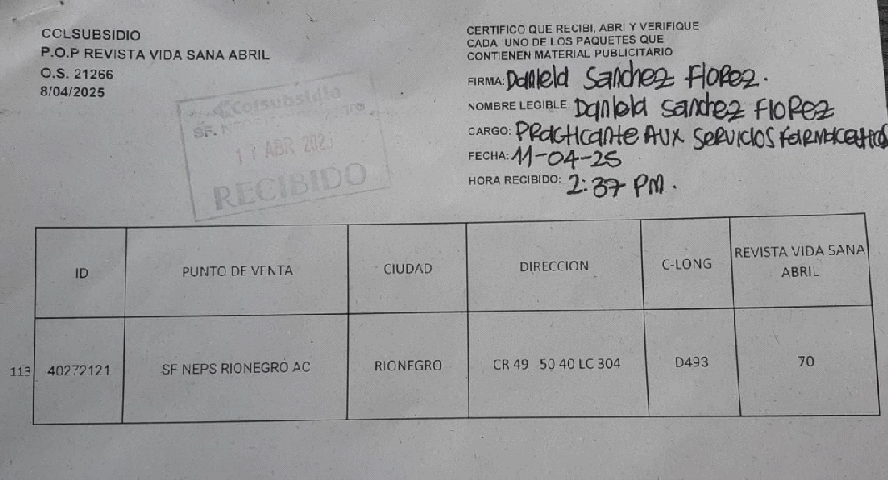 COLSUBSIDIO
P.O.P REVISTA VIDA SANA ABRIL
O.S. 21266
8/04/2025
Colsubsidio
11 ABR 2025
RECIBIDO
CERTIFICO QUE RECIBI, ABRI Y VERIFIQUE
CADA UNO DE LOS PAQUETES QUE
CONTIENEN MATERIAL PUBLICITARIO
FIRMA: Daniela Sanchez Florez.
NOMBRE LEGIBLE: Daniela Sanchez Florez
CARGO: Practicante AUX Servicios Farmaceuticos
FECHA: 11-04-25
HORA RECIBIDO: 2:37 PM.
ID PUNTO DE VENTA CIUDAD DIRECCION C-LONG REVISTA VIDA SANA ABRIL
113 40272121 SF NEPS RIONEGRO AC RIONEGRO CR 49 50 40 LC 304 D493 70